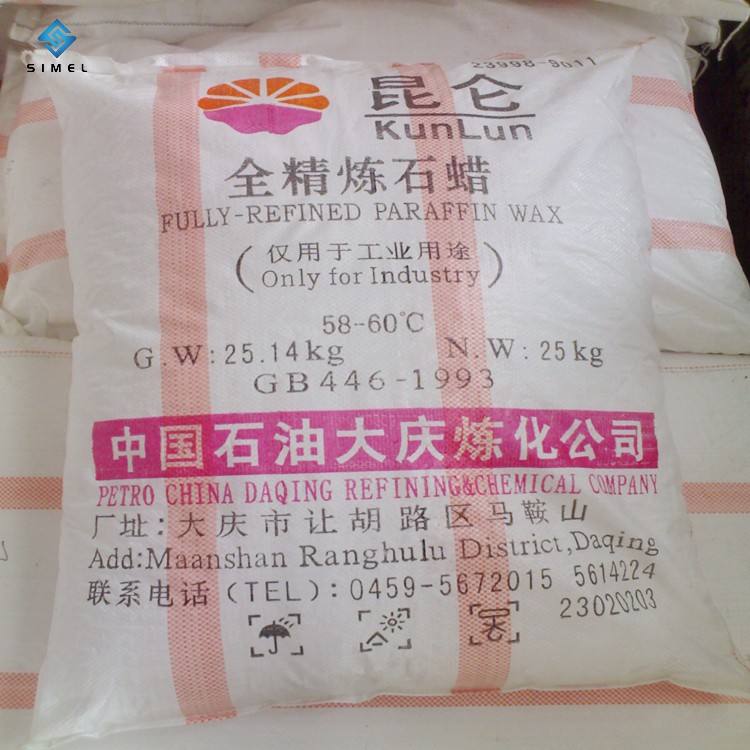 SIMEL
23998-9011
昆仑
KunLun
全精炼石蜡
FULLY-REFINED PARAFFIN WAX
(仅用于工业用途
Only for Industry)
58-60℃
G.W:25.14kg N.W:25kg
GB446-1993
中国石油大庆炼化公司
PETRO CHINA DAQING REFINING&CHEMICAL COMPANY
厂址:大庆市让胡路区马鞍山
Add:Maanshan Ranghulu District,Daqing
联系电话(TEL):0459-5672015 5614224
23020203